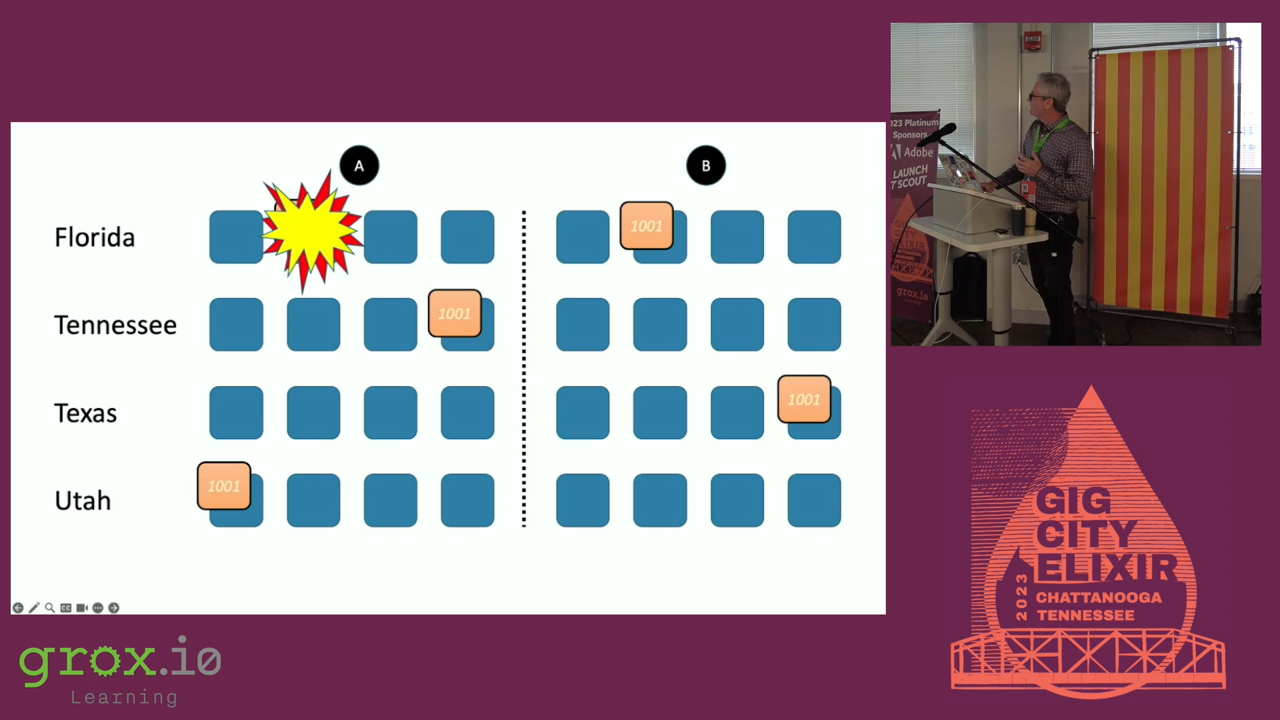 A
B
Florida
1001
Tennessee
1001
Texas
1001
Utah
1001
2023 Platinum
Sponsors
Adobe
LAUNCH
SCOUT
grox.io
GIG
CITY
ELIXIR
2023
CHATTANOOGA
TENNESSEE
grox.io
Learning